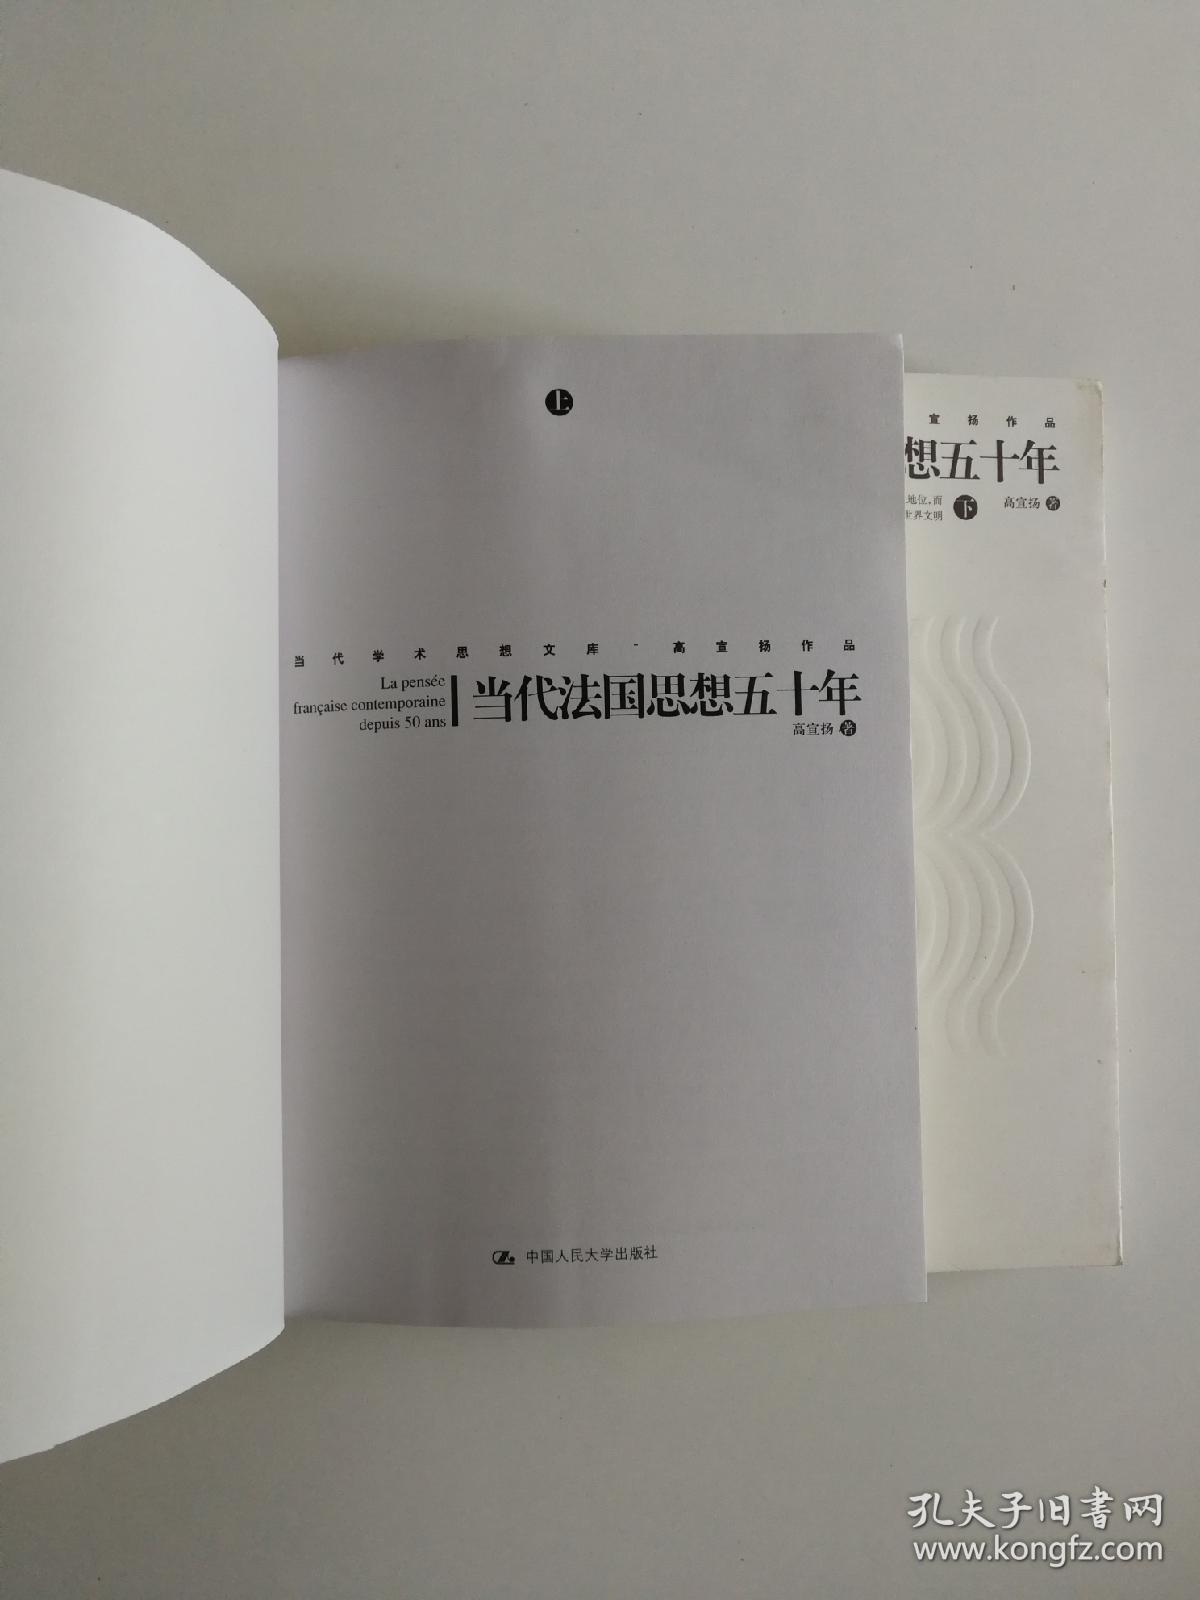 上
当代学术思想文库-高宣扬作品
La pensée
française contemporaine
depuis 50 ans
当代法国思想五十年
高宣扬 著
中国人民大学出版社
宣扬作品
想五十年
地位，而
世界文明
下
高宣扬 著
孔夫子旧书网
www.kongfz.com